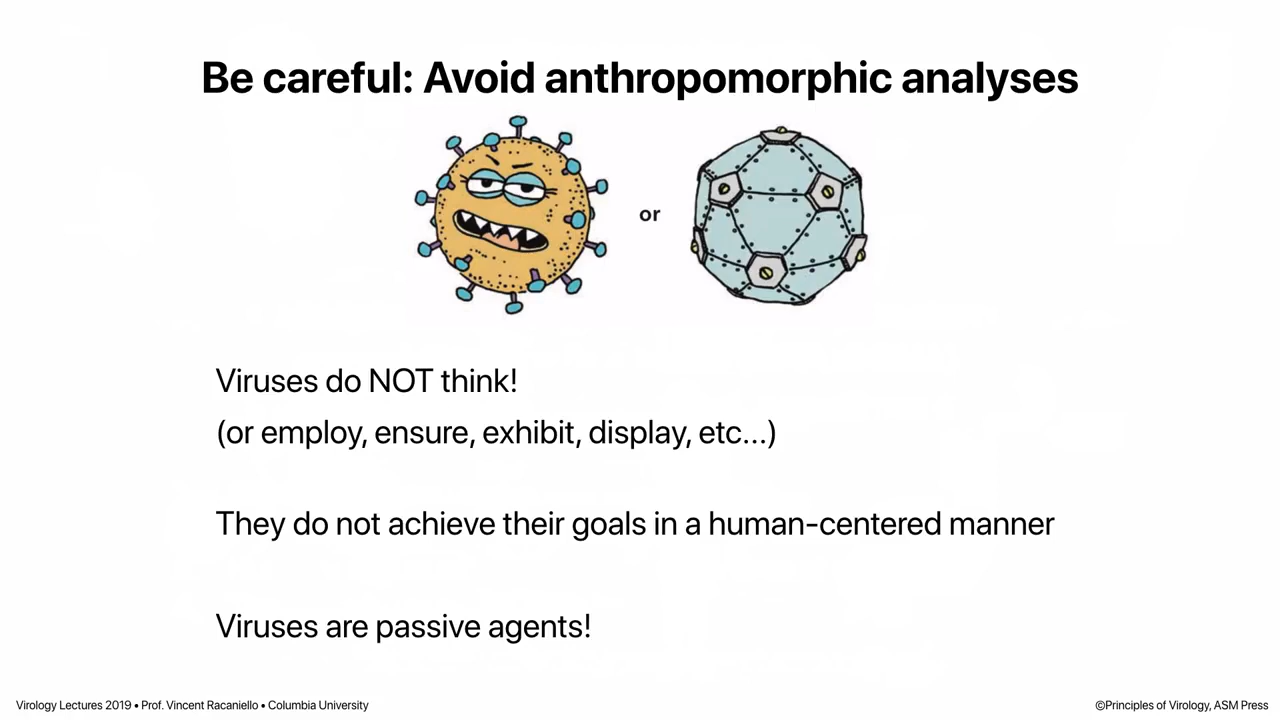 Be careful: Avoid anthropomorphic analyses
or
Viruses do NOT think!
(or employ, ensure, exhibit, display, etc...)
They do not achieve their goals in a human-centered manner
Viruses are passive agents!
Virology Lectures 2019 • Prof. Vincent Racaniello • Columbia University
©Principles of Virology, ASM Press